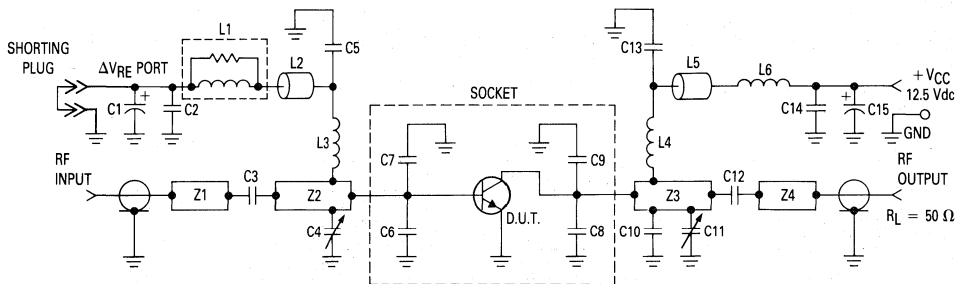 L1
SHORTING
PLUG
ΔVRE PORT
L2
C5
C1
+
C2
L3
RF
INPUT
Z1
C3
Z2
C4
SOCKET
C7
C9
C6
D.U.T.
C8
C13
L5
L6
+ VCC
12.5 Vdc
C14
+
C15
GND
L4
C12
RF
OUTPUT
Z3
Z4
C10
C11
RL = 50 Ω